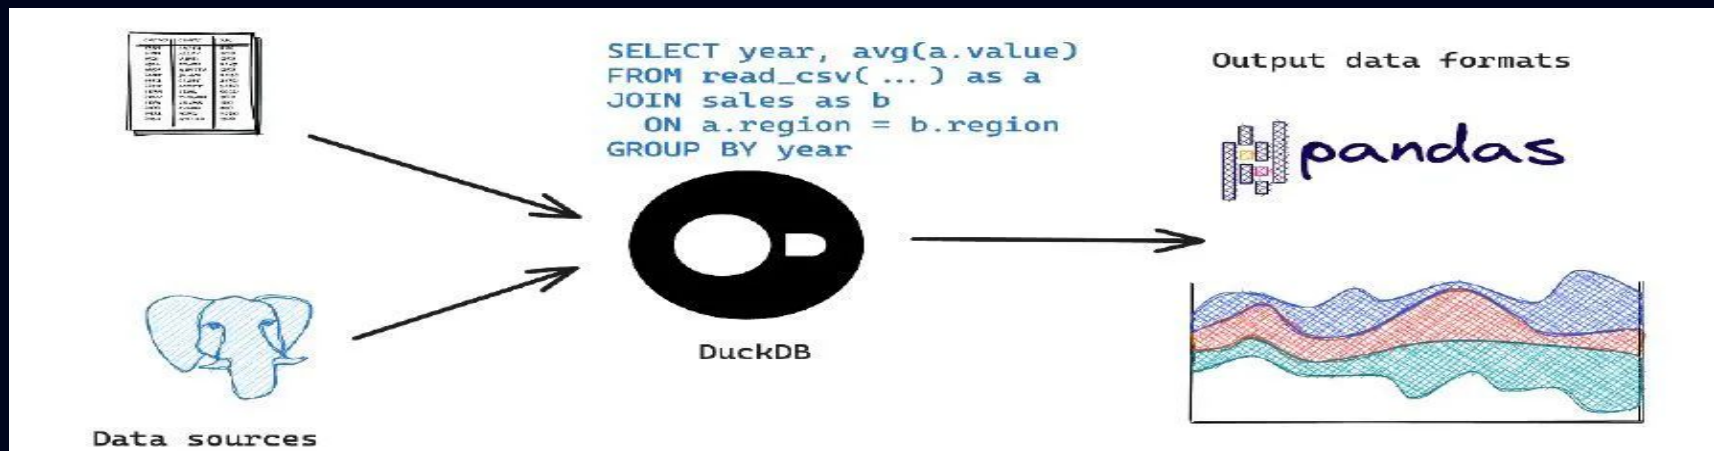 SELECT year, avg(a.value)
FROM read_csv( ... ) as a
JOIN sales as b
ON a.region = b.region
GROUP BY year
Output data formats
pandas
DuckDB
Data sources